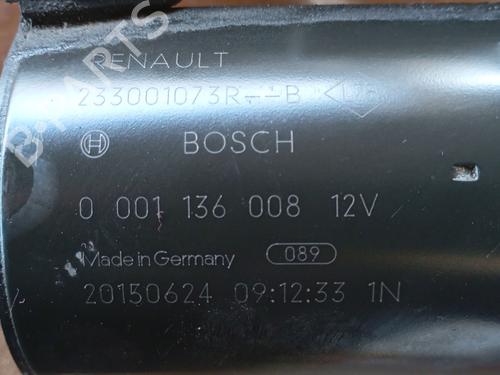 RENAULT
233001073R--B
BOSCH
0 001 136 008 12V
Made in Germany 089
20150624 09:12:33 1N